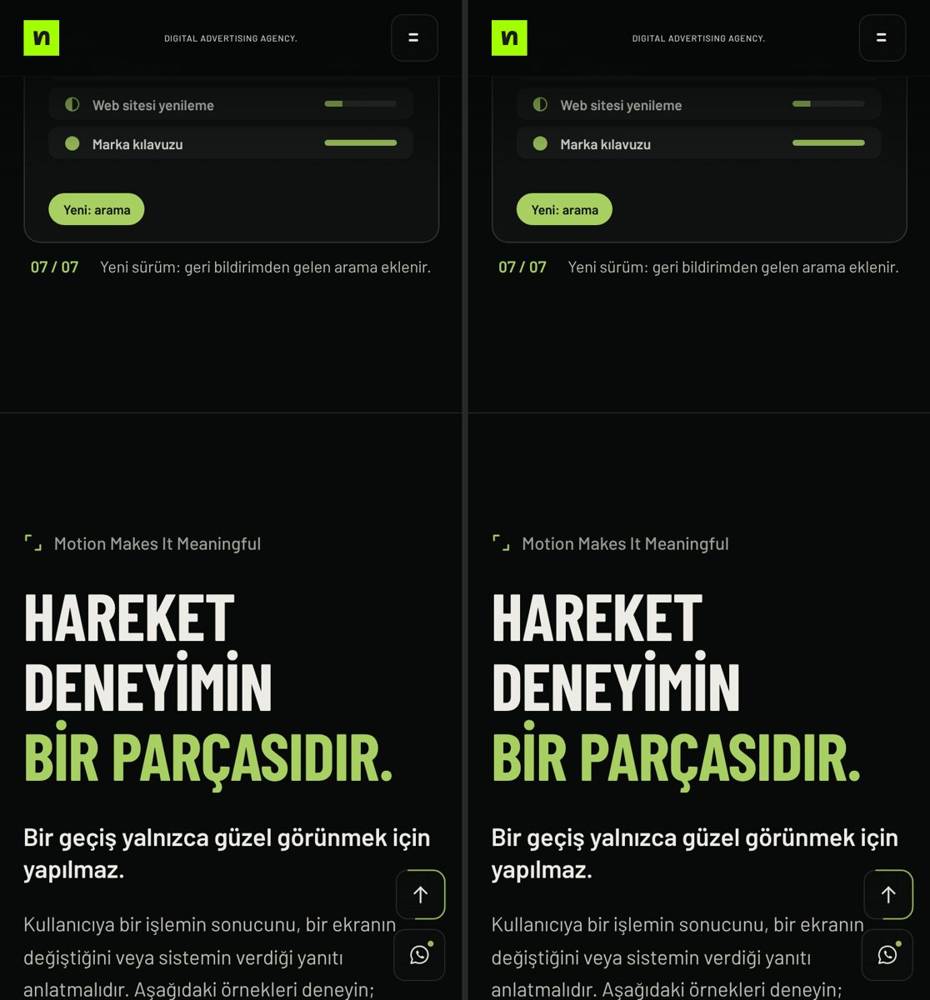 n
DIGITAL ADVERTISING AGENCY.
Web sitesi yenileme
Marka kılavuzu
Yeni: arama
07 / 07 Yeni sürüm: geri bildirimden gelen arama eklenir.
Motion Makes It Meaningful
HAREKET
DENEYİMİN
BİR PARÇASIDIR.
Bir geçiş yalnızca güzel görünmek için
yapılmaz.
Kullanıcıya bir işlemin sonucunu, bir ekranın
değiştiğini veya sistemin verdiği yanıtı
anlatmalıdır. Aşağıdaki örnekleri deneyin;
n
DIGITAL ADVERTISING AGENCY.
Web sitesi yenileme
Marka kılavuzu
Yeni: arama
07 / 07 Yeni sürüm: geri bildirimden gelen arama eklenir.
Motion Makes It Meaningful
HAREKET
DENEYİMİN
BİR PARÇASIDIR.
Bir geçiş yalnızca güzel görünmek için
yapılmaz.
Kullanıcıya bir işlemin sonucunu, bir ekranın
değiştiğini veya sistemin verdiği yanıtı
anlatmalıdır. Aşağıdaki örnekleri deneyin;